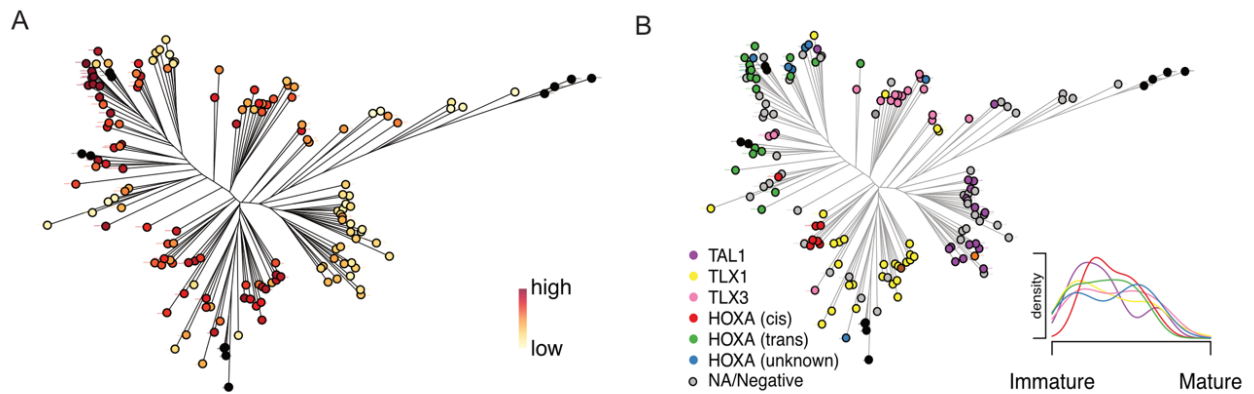 A
high
low
B
TAL1
TLX1
TLX3
HOXA (cis)
HOXA (trans)
HOXA (unknown)
NA/Negative
density
Immature
Mature